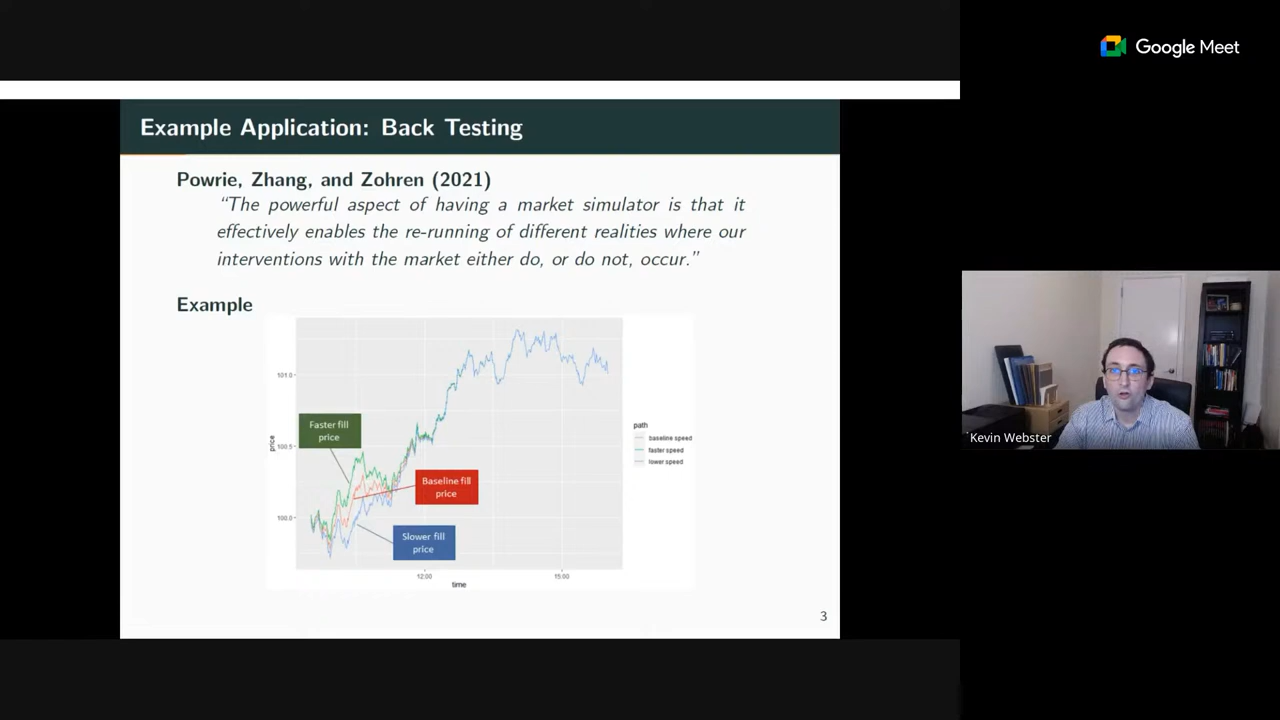 Google Meet
Example Application: Back Testing
Powrie, Zhang, and Zohren (2021)
“The powerful aspect of having a market simulator is that it
effectively enables the re-running of different realities where our
interventions with the market either do, or do not, occur.”
Example
101.0
100.5
100.0
price
Faster fill
price
Baseline fill
price
Slower fill
price
path
baseline speed
faster speed
lower speed
12:00
15:00
time
3
Kevin Webster